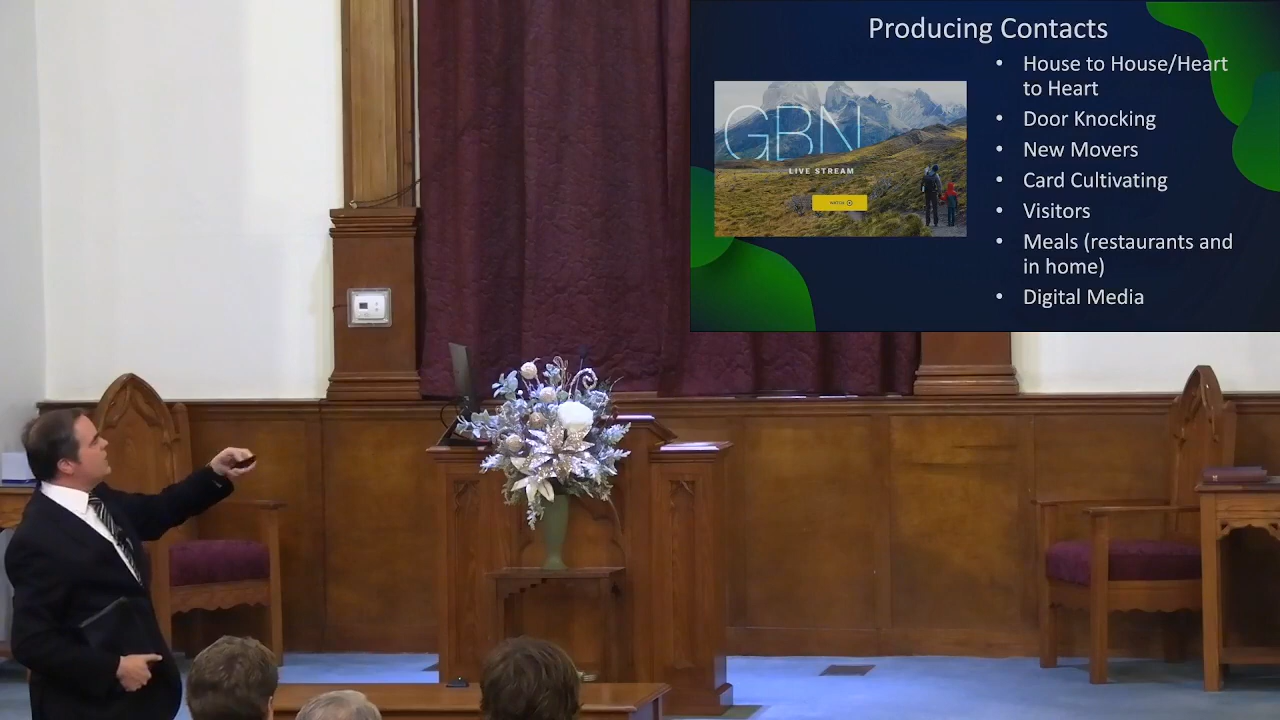 Producing Contacts
• House to House/Heart
to Heart
• Door Knocking
• New Movers
• Card Cultivating
• Visitors
• Meals (restaurants and
in home)
• Digital Media
GBN
LIVE STREAM